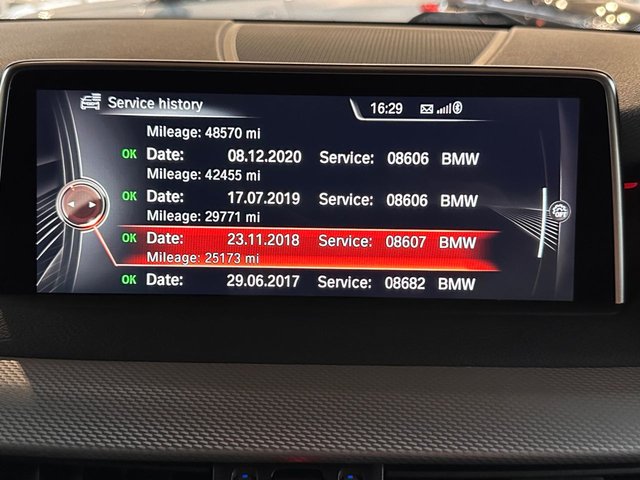 Service history
16:29
Mileage: 48570 mi
OK Date: 08.12.2020 Service: 08606 BMW
Mileage: 42455 mi
OK Date: 17.07.2019 Service: 08606 BMW
Mileage: 29771 mi
OK Date: 23.11.2018 Service: 08607 BMW
Mileage: 25173 mi
OK Date: 29.06.2017 Service: 08682 BMW
OFF